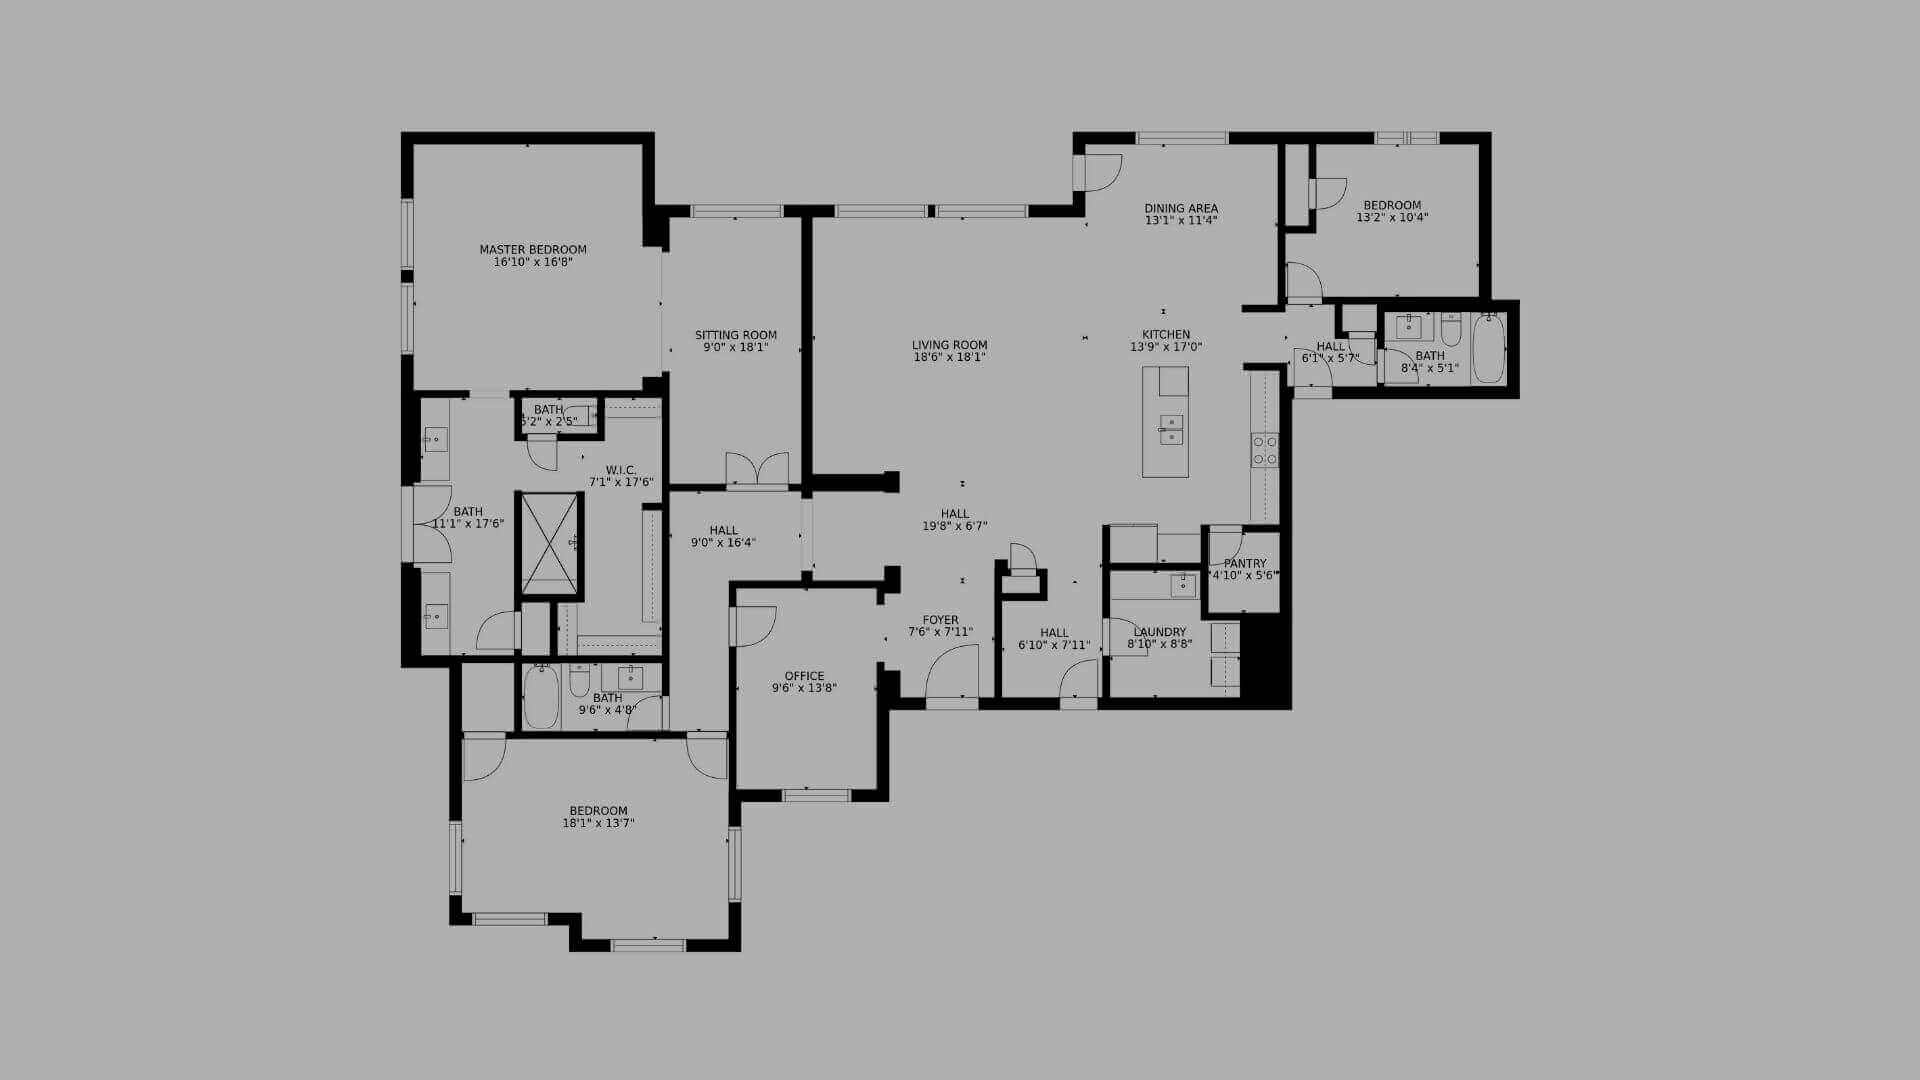 MASTER BEDROOM
16'10" x 16'8"
SITTING ROOM
9'0" x 18'1"
LIVING ROOM
18'6" x 18'1"
DINING AREA
13'1" x 11'4"
KITCHEN
13'9" x 17'0"
BEDROOM
13'2" x 10'4"
HALL
6'1" x 5'7"
BATH
8'4" x 5'1"
BATH
5'2" x 2'5"
W.I.C.
7'1" x 17'6"
BATH
11'1" x 17'6"
HALL
9'0" x 16'4"
HALL
19'8" x 6'7"
PANTRY
4'10" x 5'6"
FOYER
7'6" x 7'11"
HALL
6'10" x 7'11"
LAUNDRY
8'10" x 8'8"
OFFICE
9'6" x 13'8"
BATH
9'6" x 4'8"
BEDROOM
18'1" x 13'7"